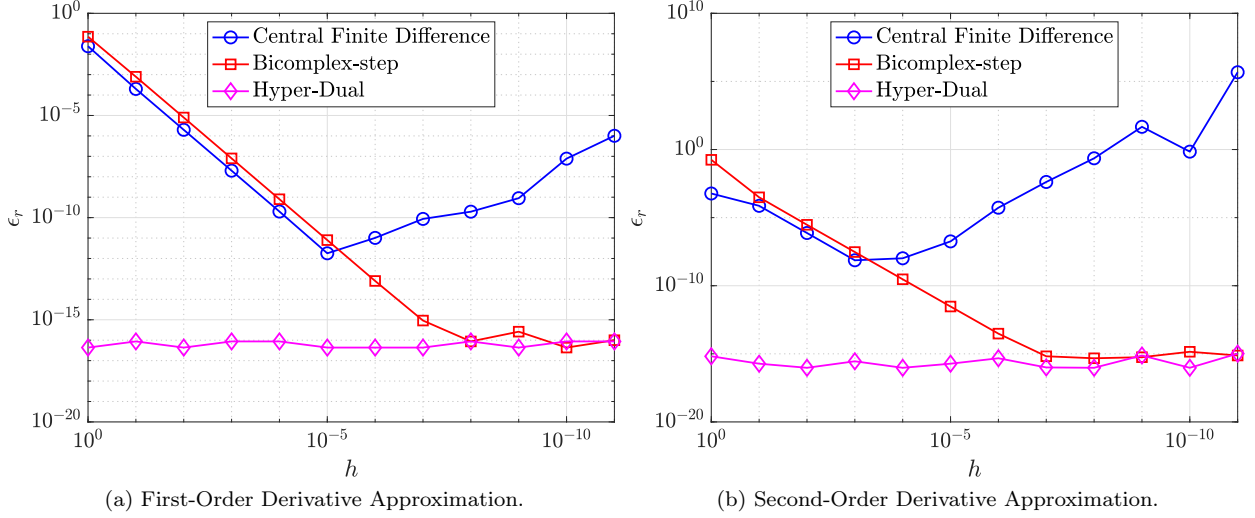 10^0
10^-5
10^-10
10^-15
10^-20
ϵ_r
10^0
10^-5
10^-10
h
Central Finite Difference
Bicomplex-step
Hyper-Dual
(a) First-Order Derivative Approximation.
10^10
10^0
10^-10
10^-20
ϵ_r
10^0
10^-5
10^-10
h
Central Finite Difference
Bicomplex-step
Hyper-Dual
(b) Second-Order Derivative Approximation.